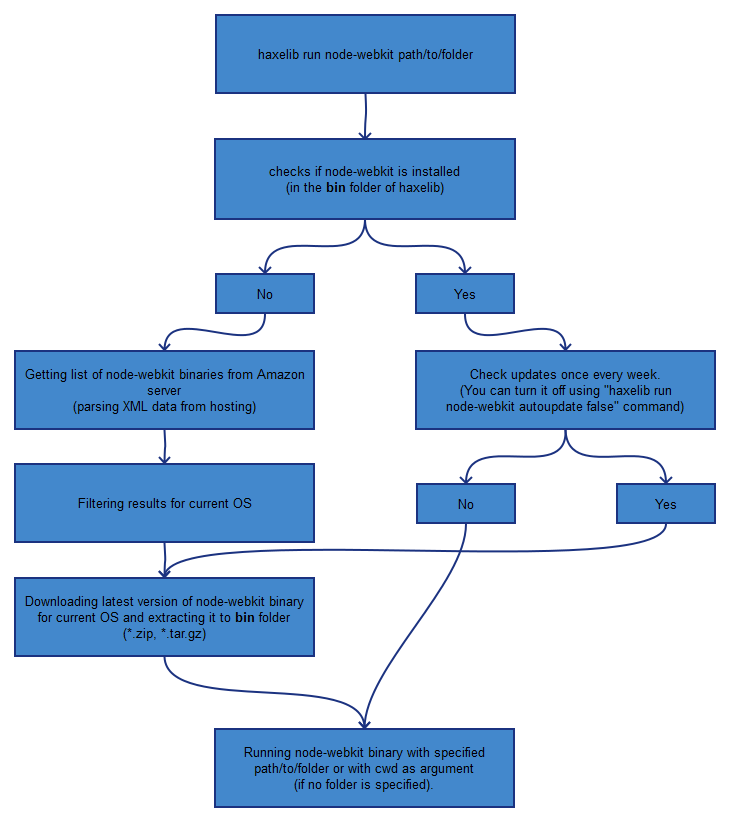 haxelib run node-webkit path/to/folder
checks if node-webkit is installed
(in the bin folder of haxelib)
No
Yes
Getting list of node-webkit binaries from Amazon
server
(parsing XML data from hosting)
Check updates once every week.
(You can turn it off using "haxelib run
node-webkit autoupdate false" command)
Filtering results for current OS
No
Yes
Downloading latest version of node-webkit binary
for current OS and extracting it to bin folder
(*.zip, *.tar.gz)
Running node-webkit binary with specified
path/to/folder or with cwd as argument
(if no folder is specified).